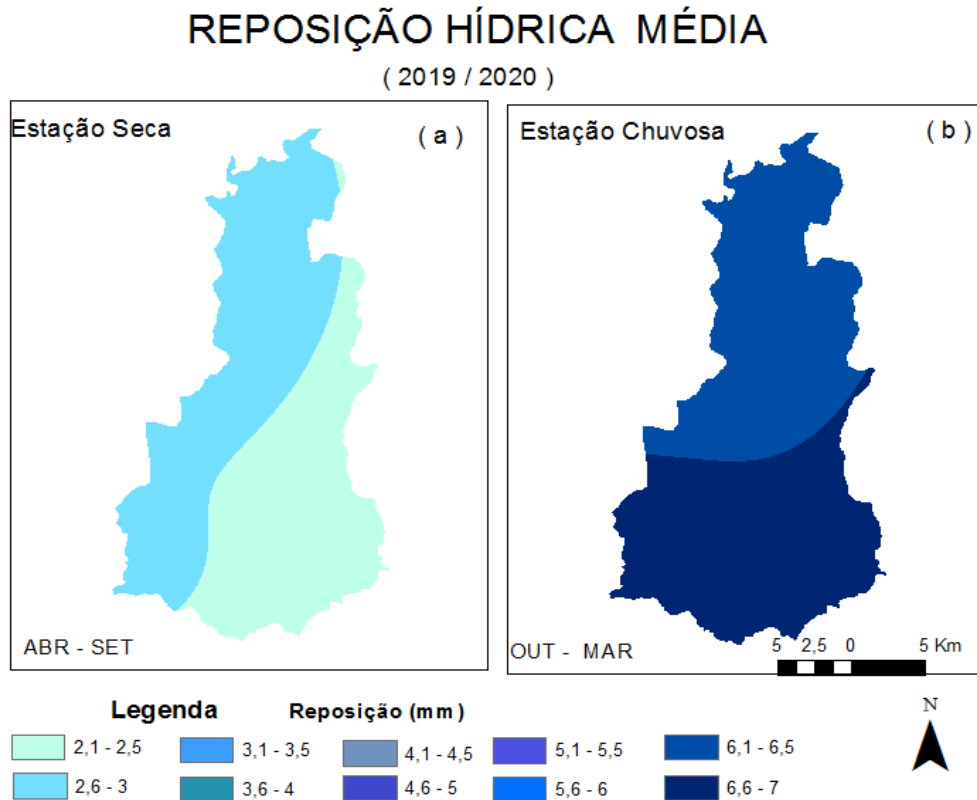 REPOSIÇÃO HÍDRICA MÉDIA
( 2019 / 2020 )
Estação Seca
( a )
ABR - SET
Estação Chuvosa
( b )
OUT - MAR
5 2,5 0 5 Km
Legenda
Reposição (mm)
2,1 - 2,5
3,1 - 3,5
4,1 - 4,5
5,1 - 5,5
6,1 - 6,5
2,6 - 3
3,6 - 4
4,6 - 5
5,6 - 6
6,6 - 7
N